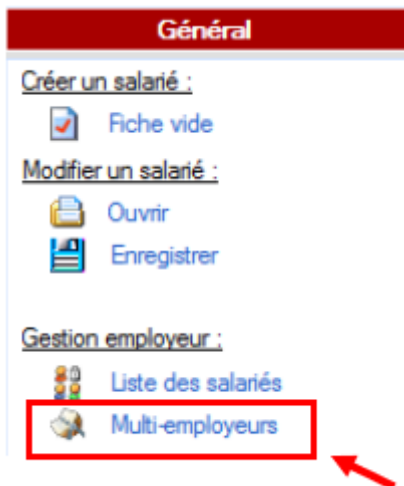 Général
Créer un salarié :
Fiche vide
Modifier un salarié :
Ouvrir
Enregistrer
Gestion employeur :
Liste des salariés
Multi-employeurs